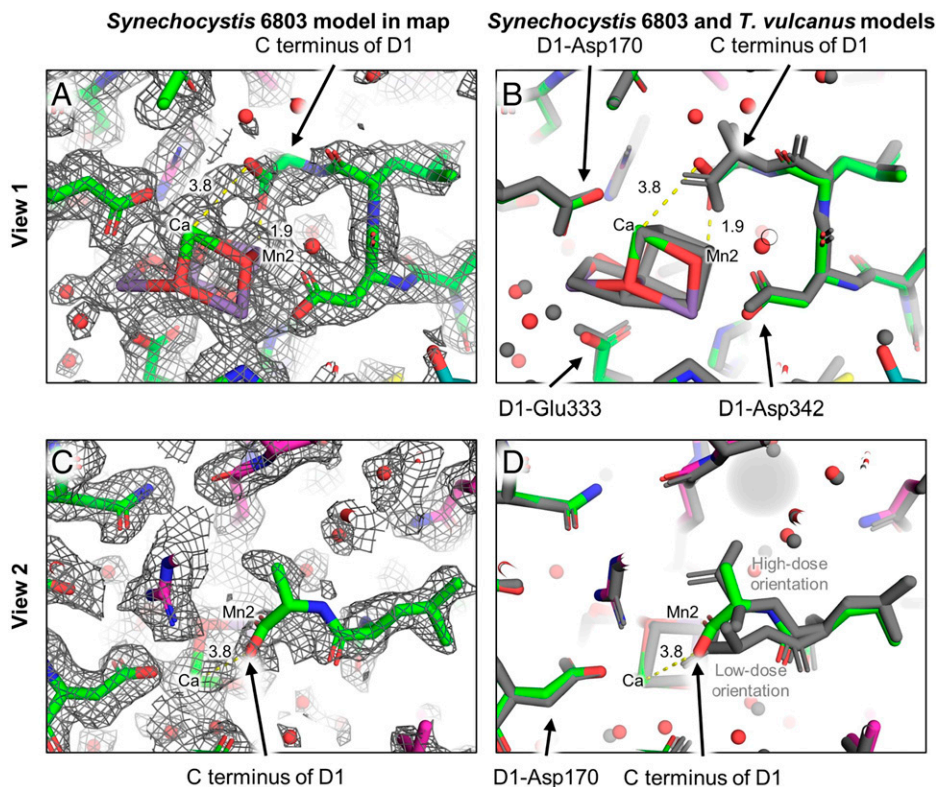 Synechocystis 6803 model in map
C terminus of D1
Synechocystis 6803 and T. vulcanus models
D1-Asp170
C terminus of D1
View 1
A
3.8
Ca
1.9
Mn2
B
3.8
Ca
1.9
Mn2
D1-Glu333
D1-Asp342
View 2
C
Mn2
3.8
Ca
C terminus of D1
D
High-dose
orientation
Mn2
3.8
Ca
Low-dose
orientation
D1-Asp170
C terminus of D1